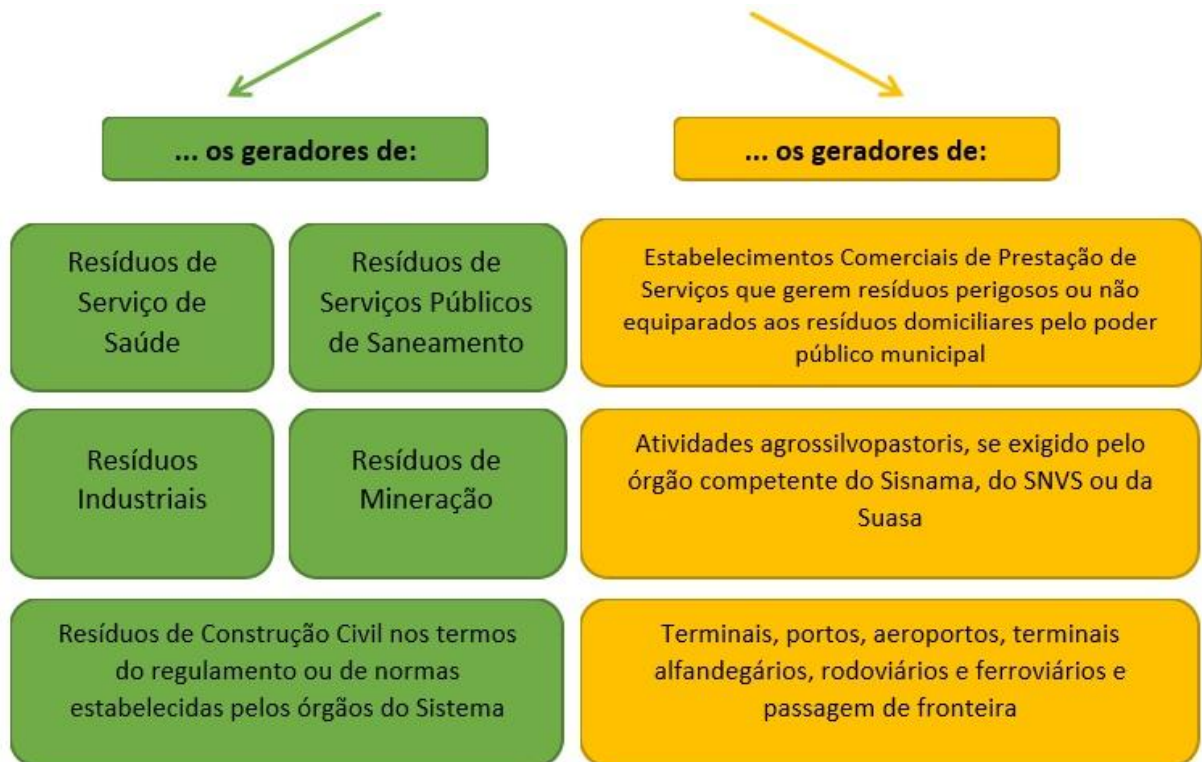 ... os geradores de:
... os geradores de:
Resíduos de
Serviço de
Saúde
Resíduos de
Serviços Públicos
de Saneamento
Resíduos
Industriais
Resíduos de
Mineração
Resíduos de Construção Civil nos termos
do regulamento ou de normas
estabelecidas pelos órgãos do Sistema
Estabelecimentos Comerciais de Prestação de
Serviços que gerem resíduos perigosos ou não
equiparados aos resíduos domiciliares pelo poder
público municipal
Atividades agrossilvopastoris, se exigido pelo
órgão competente do Sisnama, do SNVS ou da
Suasa
Terminais, portos, aeroportos, terminais
alfandegários, rodoviários e ferroviários e
passagem de fronteira